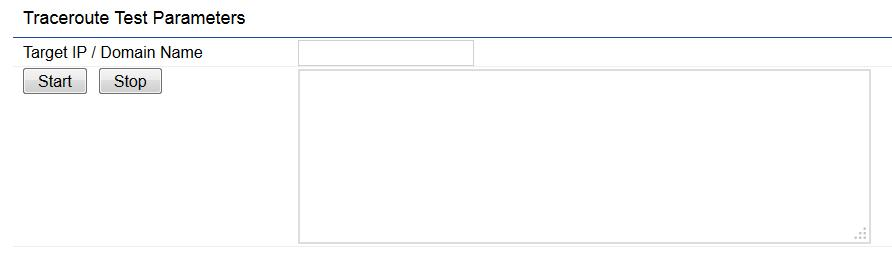 Traceroute Test Parameters
Target IP / Domain Name
Start Stop